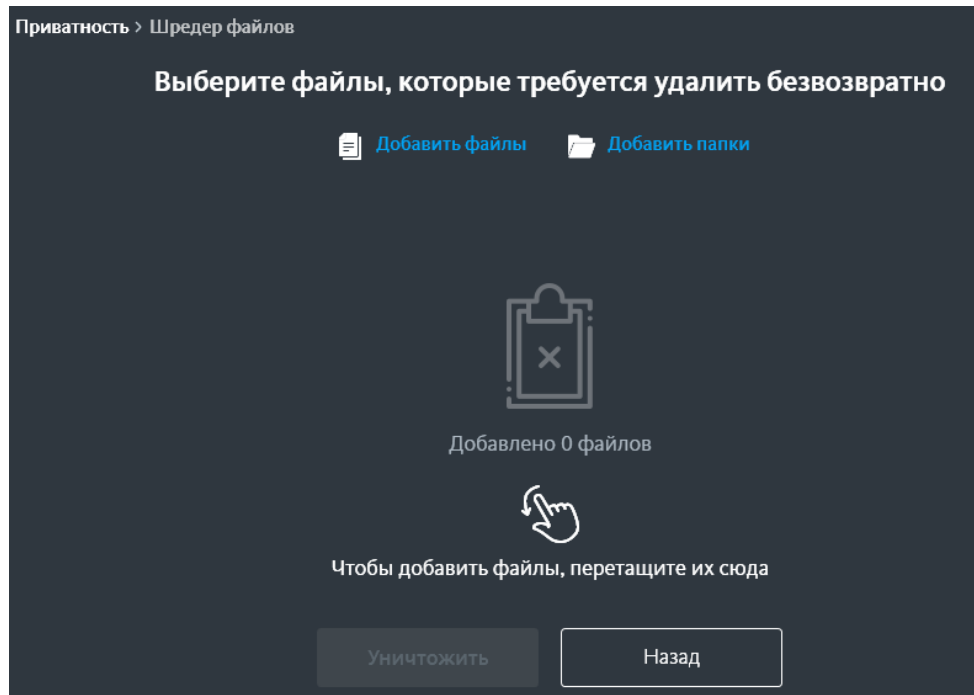 Приватность > Шредер файлов
Выберите файлы, которые требуется удалить безвозвратно
Добавить файлы Добавить папки
Добавлено 0 файлов
Чтобы добавить файлы, перетащите их сюда
Уничтожить Назад